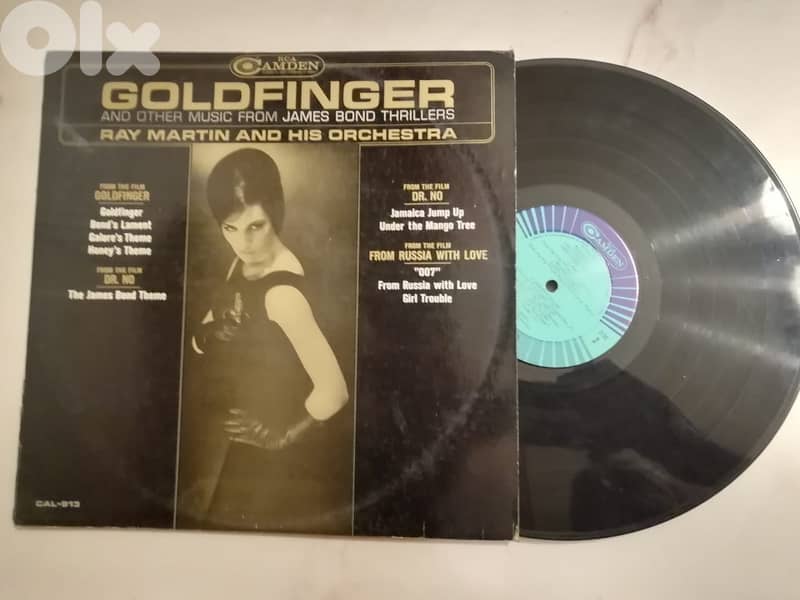 Olx
RCA
CAMDEN
GOLDFINGER
AND OTHER MUSIC FROM JAMES BOND THRILLERS
RAY MARTIN AND HIS ORCHESTRA
FROM THE FILM
GOLDFINGER
Goldfinger
Bond's Lament
Galore's Theme
Honey's Theme
FROM THE FILM
DR. NO
The James Bond Theme
FROM THE FILM
DR. NO
Jamaica Jump Up
Under the Mango Tree
FROM THE FILM
FROM RUSSIA WITH LOVE
"007"
From Russia with Love
Girl Trouble
CAL-913
CAMDEN